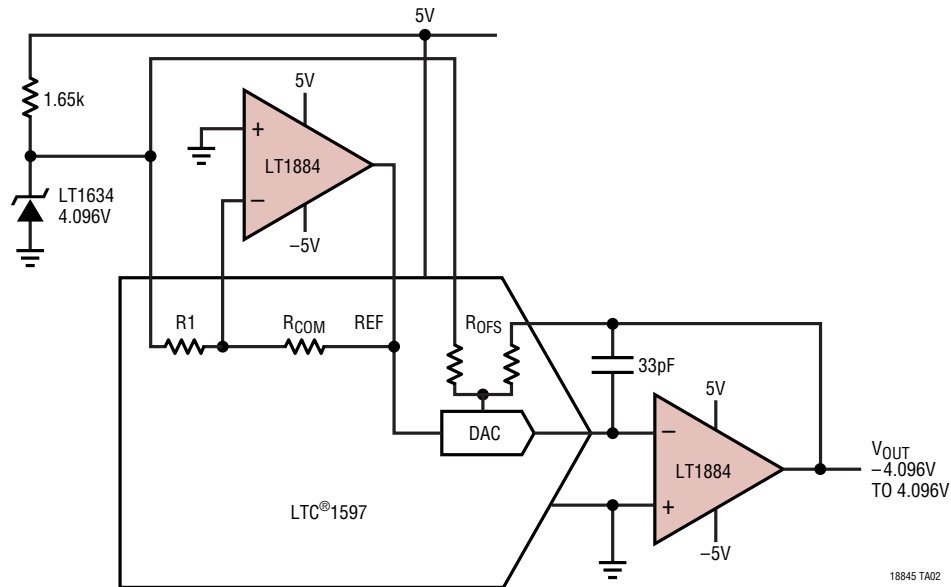 5V
1.65k
5V
+
LT1884
−
–5V
LT1634
4.096V
R1
RCOM
REF
ROFS
33pF
DAC
5V
−
LT1884
+
–5V
VOUT
–4.096V
TO 4.096V
LTC®1597
18845 TA02